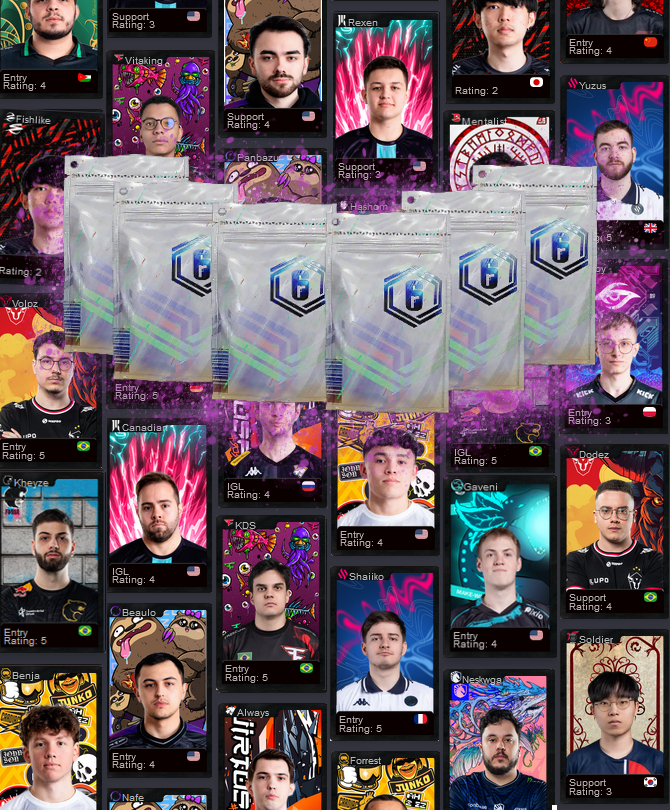 Entry
Rating: 4
Fishlike
Rating: 2
Volpz
Entry
Rating: 5
Kheyze
Entry
Rating: 5
Benja
Support
Rating: 3
Vitaking
Entry
Rating: 5
Canadian
IGL
Rating: 4
Beaulo
Entry
Rating: 4
Nafe
Support
Rating: 4
Panbazu
IGL
Rating: 4
KDS
Entry
Rating: 5
Always
Rexen
Support
Rating: 3
Hashom
Entry
Rating: 4
Shaiiko
Entry
Rating: 5
Forrest
Rating: 2
Mentalist
IGL
Rating: 5
Gaveni
Entry
Rating: 4
Neskwga
Entry
Rating: 4
Yuzus
Entry
Rating: 3
Dodez
Support
Rating: 4
Soldier
Support
Rating: 3